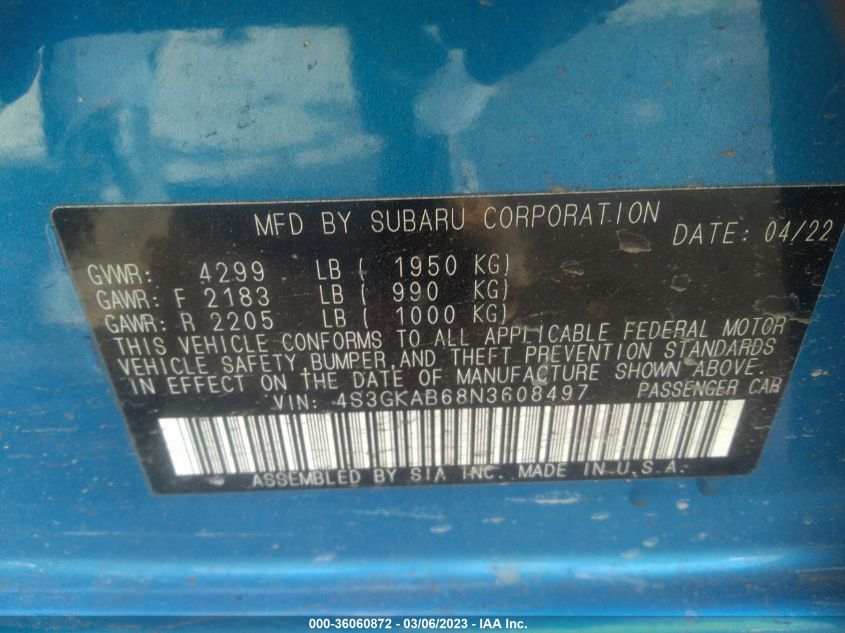 MFD BY SUBARU CORPORATION DATE: 04/22
GVWR: 4299 LB ( 1950 KG)
GAWR: F 2183 LB ( 990 KG)
GAWR: R 2205 LB ( 1000 KG)
THIS VEHICLE CONFORMS TO ALL APPLICABLE FEDERAL MOTOR
VEHICLE SAFETY, BUMPER, AND THEFT PREVENTION STANDARDS
IN EFFECT ON THE DATE OF MANUFACTURE SHOWN ABOVE.
VIN: 4S3GKAB68N3608497 PASSENGER CAR
ASSEMBLED BY SIA INC. MADE IN U.S.A.
000-36060872 — 03/06/2023 — IAA Inc.